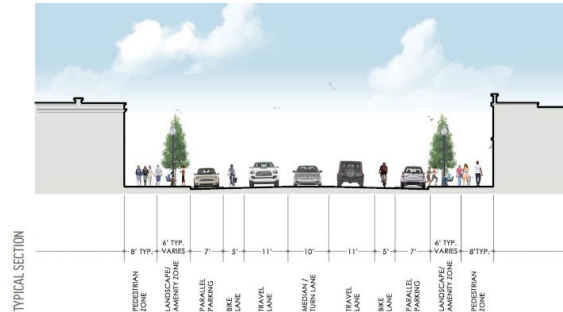 TYPICAL SECTION
8' TYP.
6' TYP.
VARIES
7'
5'
11'
10'
11'
5'
7'
6' TYP.
VARIES
8'TYP.
PEDESTRIAN
ZONE
LANDSCAPE/
AMENITY ZONE
PARALLEL
PARKING
BIKE
LANE
TRAVEL
LANE
MEDIAN /
TURN LANE
TRAVEL
LANE
BIKE
LANE
PARALLEL
PARKING
LANDSCAPE/
AMENITY ZONE
PEDESTRIAN
ZONE